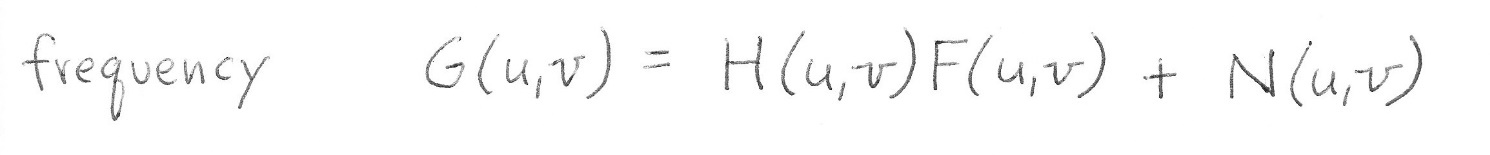 frequency G(u,v) = H(u,v)F(u,v) + N(u,v)